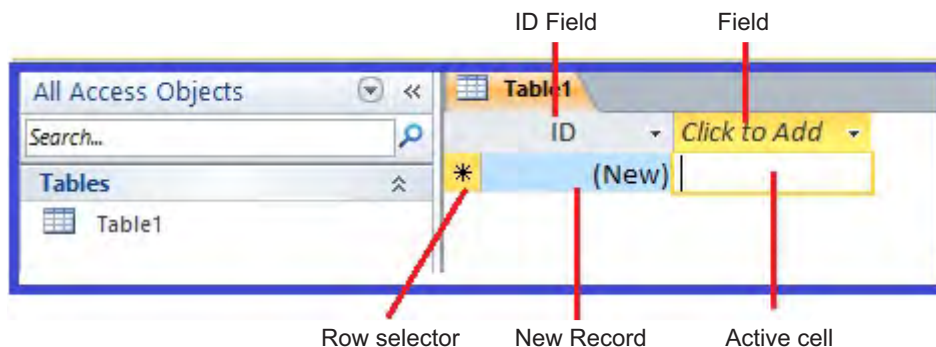 ID Field Field
All Access Objects Table1
Search... ID Click to Add
Tables * (New)
Table1
Row selector New Record Active cell